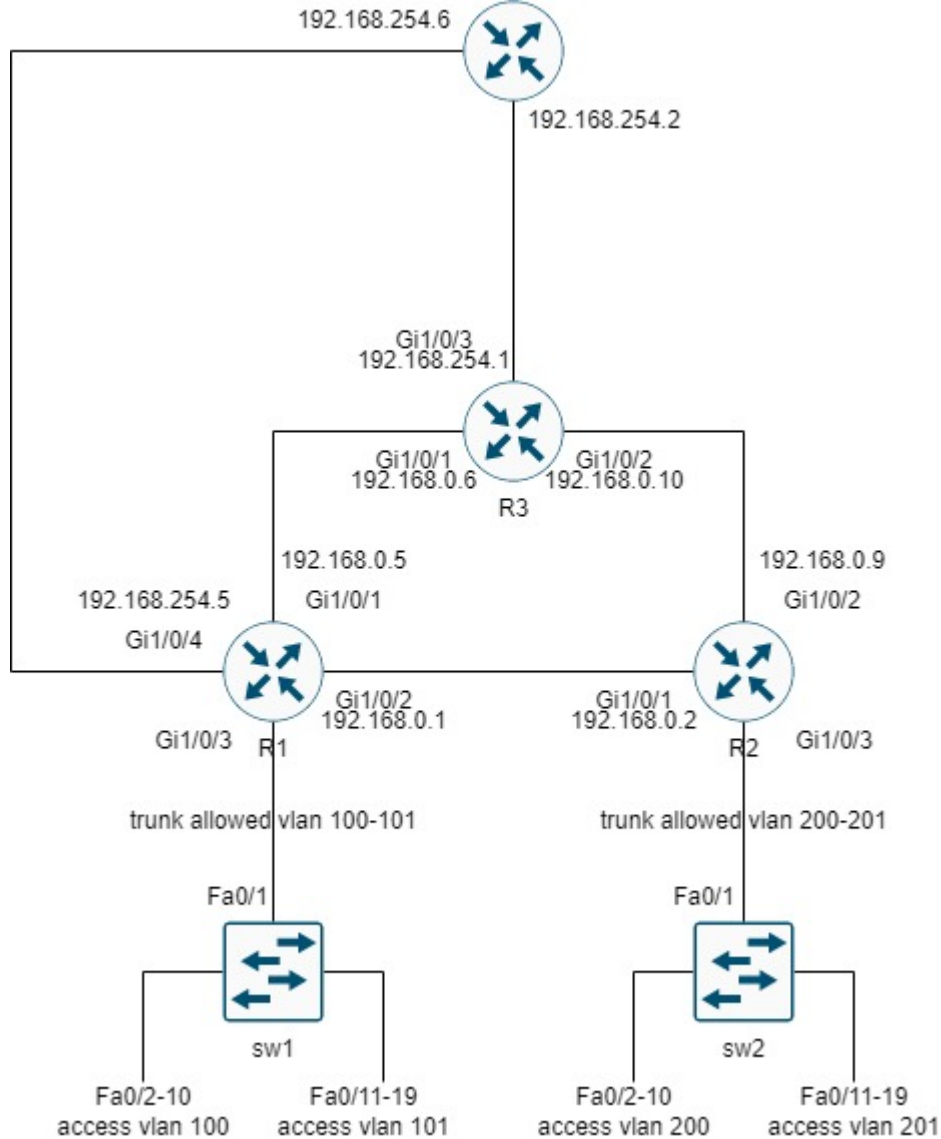 192.168.254.6
192.168.254.2
Gi1/0/3
192.168.254.1
Gi1/0/1
192.168.0.6
Gi1/0/2
192.168.0.10
R3
192.168.0.5
192.168.0.9
192.168.254.5
Gi1/0/1
Gi1/0/2
Gi1/0/4
Gi1/0/2
192.168.0.1
Gi1/0/1
192.168.0.2
Gi1/0/3
R1
R2
Gi1/0/3
trunk allowed vlan 100-101
trunk allowed vlan 200-201
Fa0/1
Fa0/1
sw1
sw2
Fa0/2-10
access vlan 100
Fa0/11-19
access vlan 101
Fa0/2-10
access vlan 200
Fa0/11-19
access vlan 201